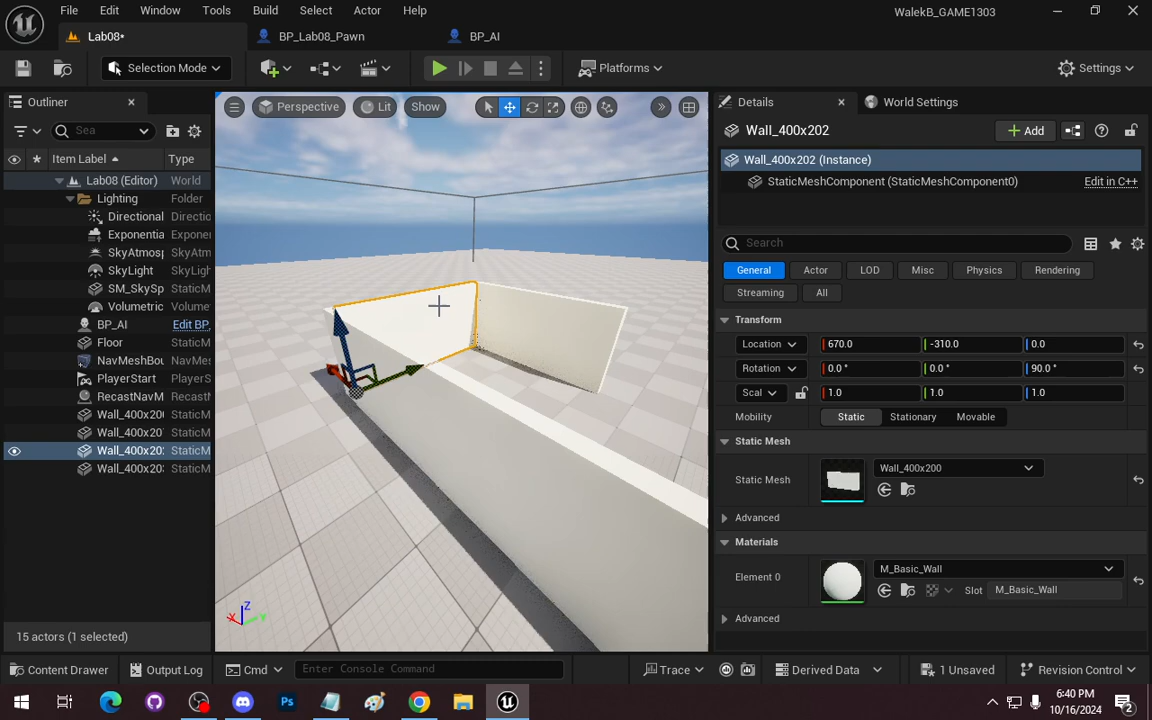 File Edit Window Tools Build Select Actor Help WalekB_GAME1303
Lab08* BP_Lab08_Pawn BP_AI
Selection Mode Platforms Settings
Outliner
Sea
Item Label Type
Lab08 (Editor) World
Lighting Folder
Directional Directio
Exponentia Expone
SkyAtmosp SkyAtm
SkyLight SkyLigh
SM_SkySp StaticM
Volumetric Volume
BP_AI Edit BP_
Floor StaticM
NavMeshBou NavMes
PlayerStart PlayerS
RecastNavM Recast
Wall_400x200 StaticM
Wall_400x20 StaticM
Wall_400x20 StaticM
Wall_400x20 StaticM
15 actors (1 selected)
Perspective Lit Show
Z
X Y
Details World Settings
Wall_400x202 Add
Wall_400x202 (Instance)
StaticMeshComponent (StaticMeshComponent0) Edit in C++
Search
General Actor LOD Misc Physics Rendering
Streaming All
Transform
Location 670.0 -310.0 0.0
Rotation 0.0 ° 0.0 ° 90.0 °
Scal 1.0 1.0 1.0
Mobility Static Stationary Movable
Static Mesh
Static Mesh Wall_400x200
Advanced
Materials
Element 0 M_Basic_Wall
Slot M_Basic_Wall
Advanced
Content Drawer Output Log Cmd Enter Console Command Trace Derived Data 1 Unsaved Revision Control
Ps
6:40 PM
10/16/2024
2